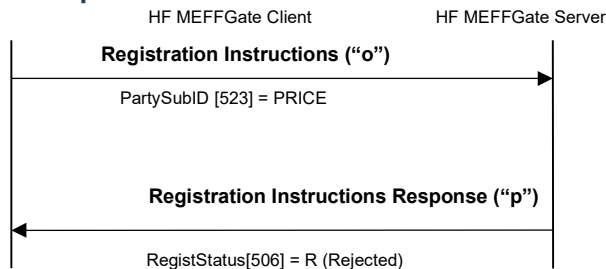 HF MEFFGate Client HF MEFFGate Server
Registration Instructions (“o”)
PartySubID [523] = PRICE
Registration Instructions Response (“p”)
RegistStatus[506] = R (Rejected)